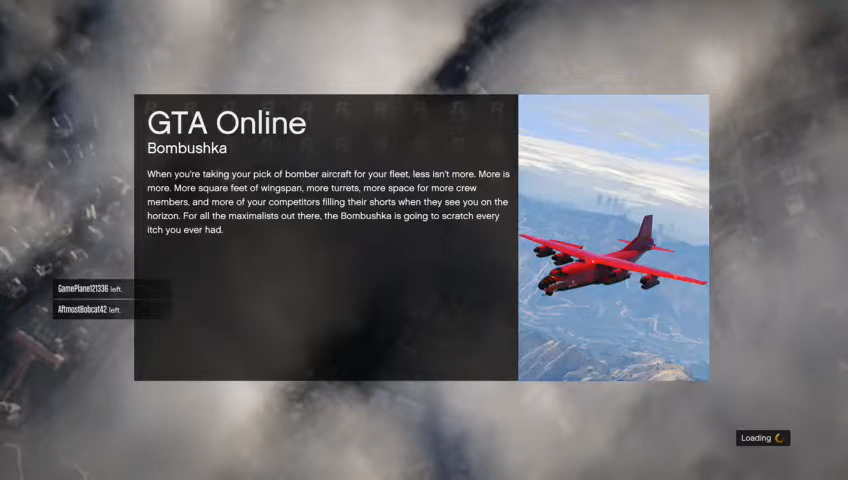 GTA Online
Bombushka
When you're taking your pick of bomber aircraft for your fleet, less isn't more. More is
more. More square feet of wingspan, more turrets, more space for more crew
members, and more of your competitors filling their shorts when they see you on the
horizon. For all the maximalists out there, the Bombushka is going to scratch every
itch you ever had.
GamePlane121336 left.
AftmostBobcat42 left.
Loading